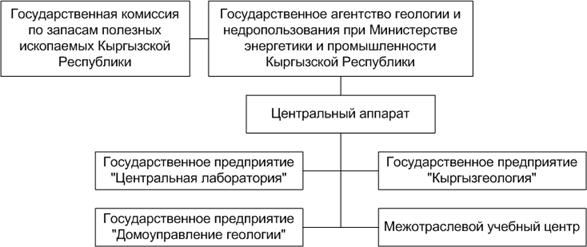 Государственная комиссия
по запасам полезных
ископаемых Кыргызской
Республики
Государственное агентство геологии и
недропользования при Министерстве
энергетики и промышленности
Кыргызской Республики
Центральный аппарат
Государственное предприятие
"Центральная лаборатория"
Государственное предприятие
"Кыргызгеология"
Государственное предприятие
"Домоуправление геологии"
Межотраслевой учебный центр